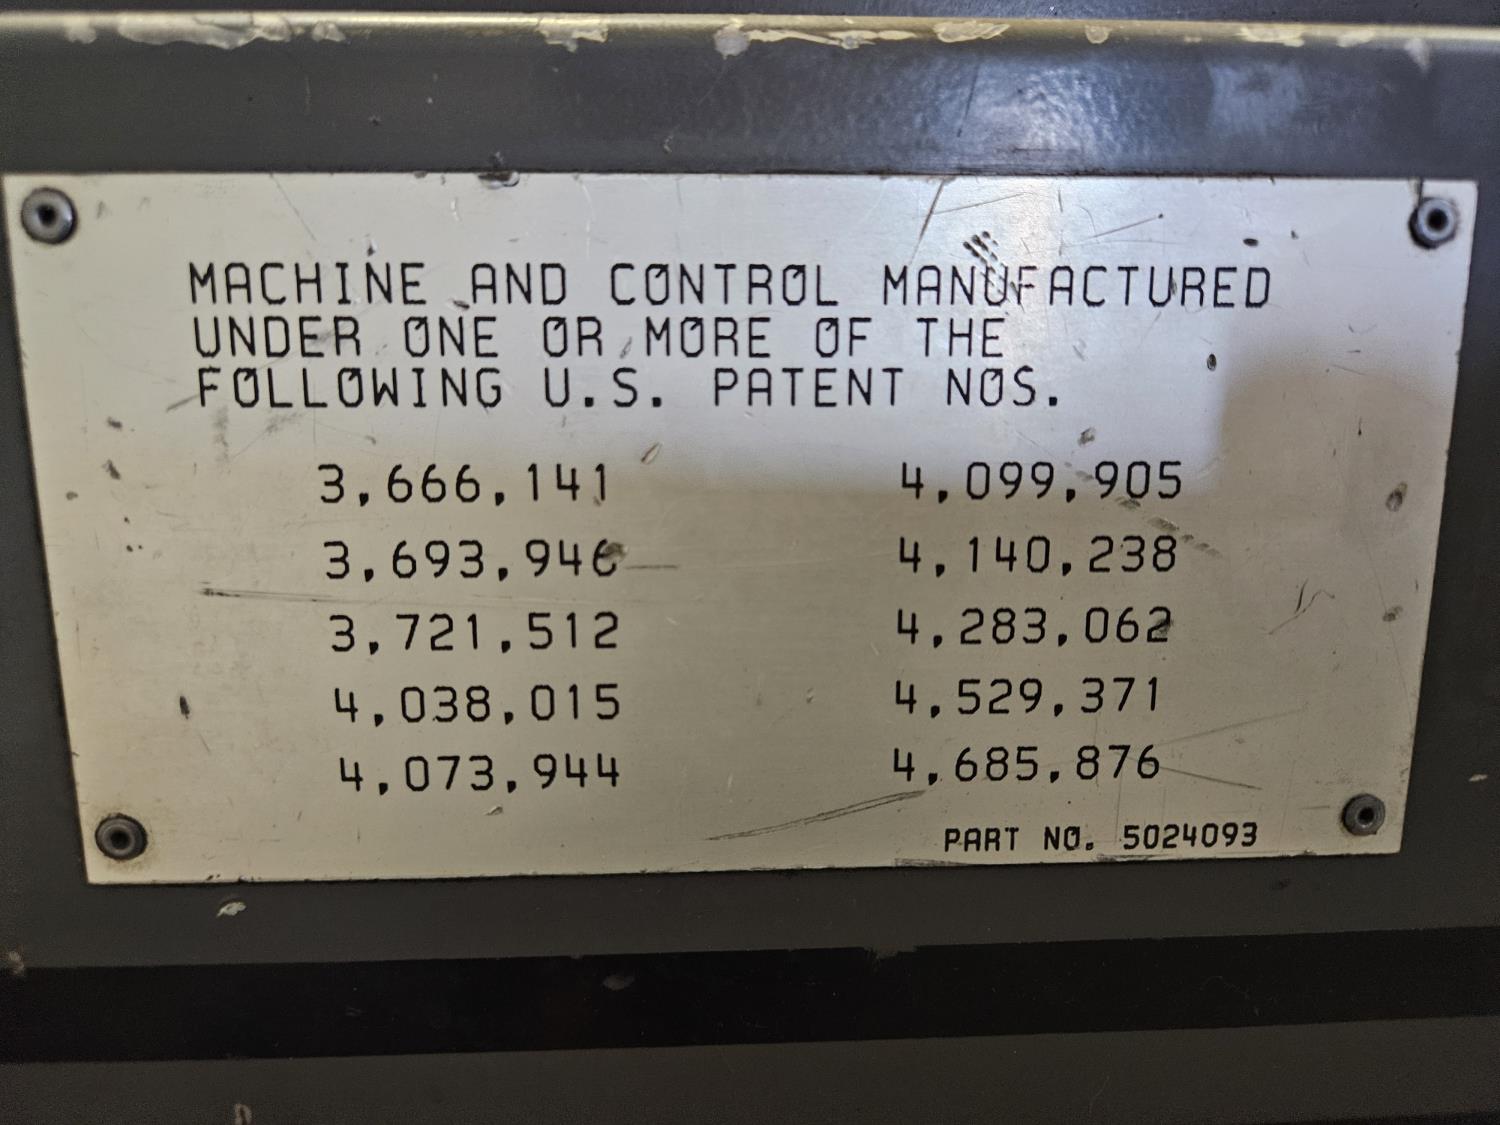 MACHINE AND CONTROL MANUFACTURED
UNDER ONE OR MORE OF THE
FOLLOWING U.S. PATENT NOS.
3,666,141 4,099,905
3,693,946 4,140,238
3,721,512 4,283,062
4,038,015 4,529,371
4,073,944 4,685,876
PART NO. 5024093